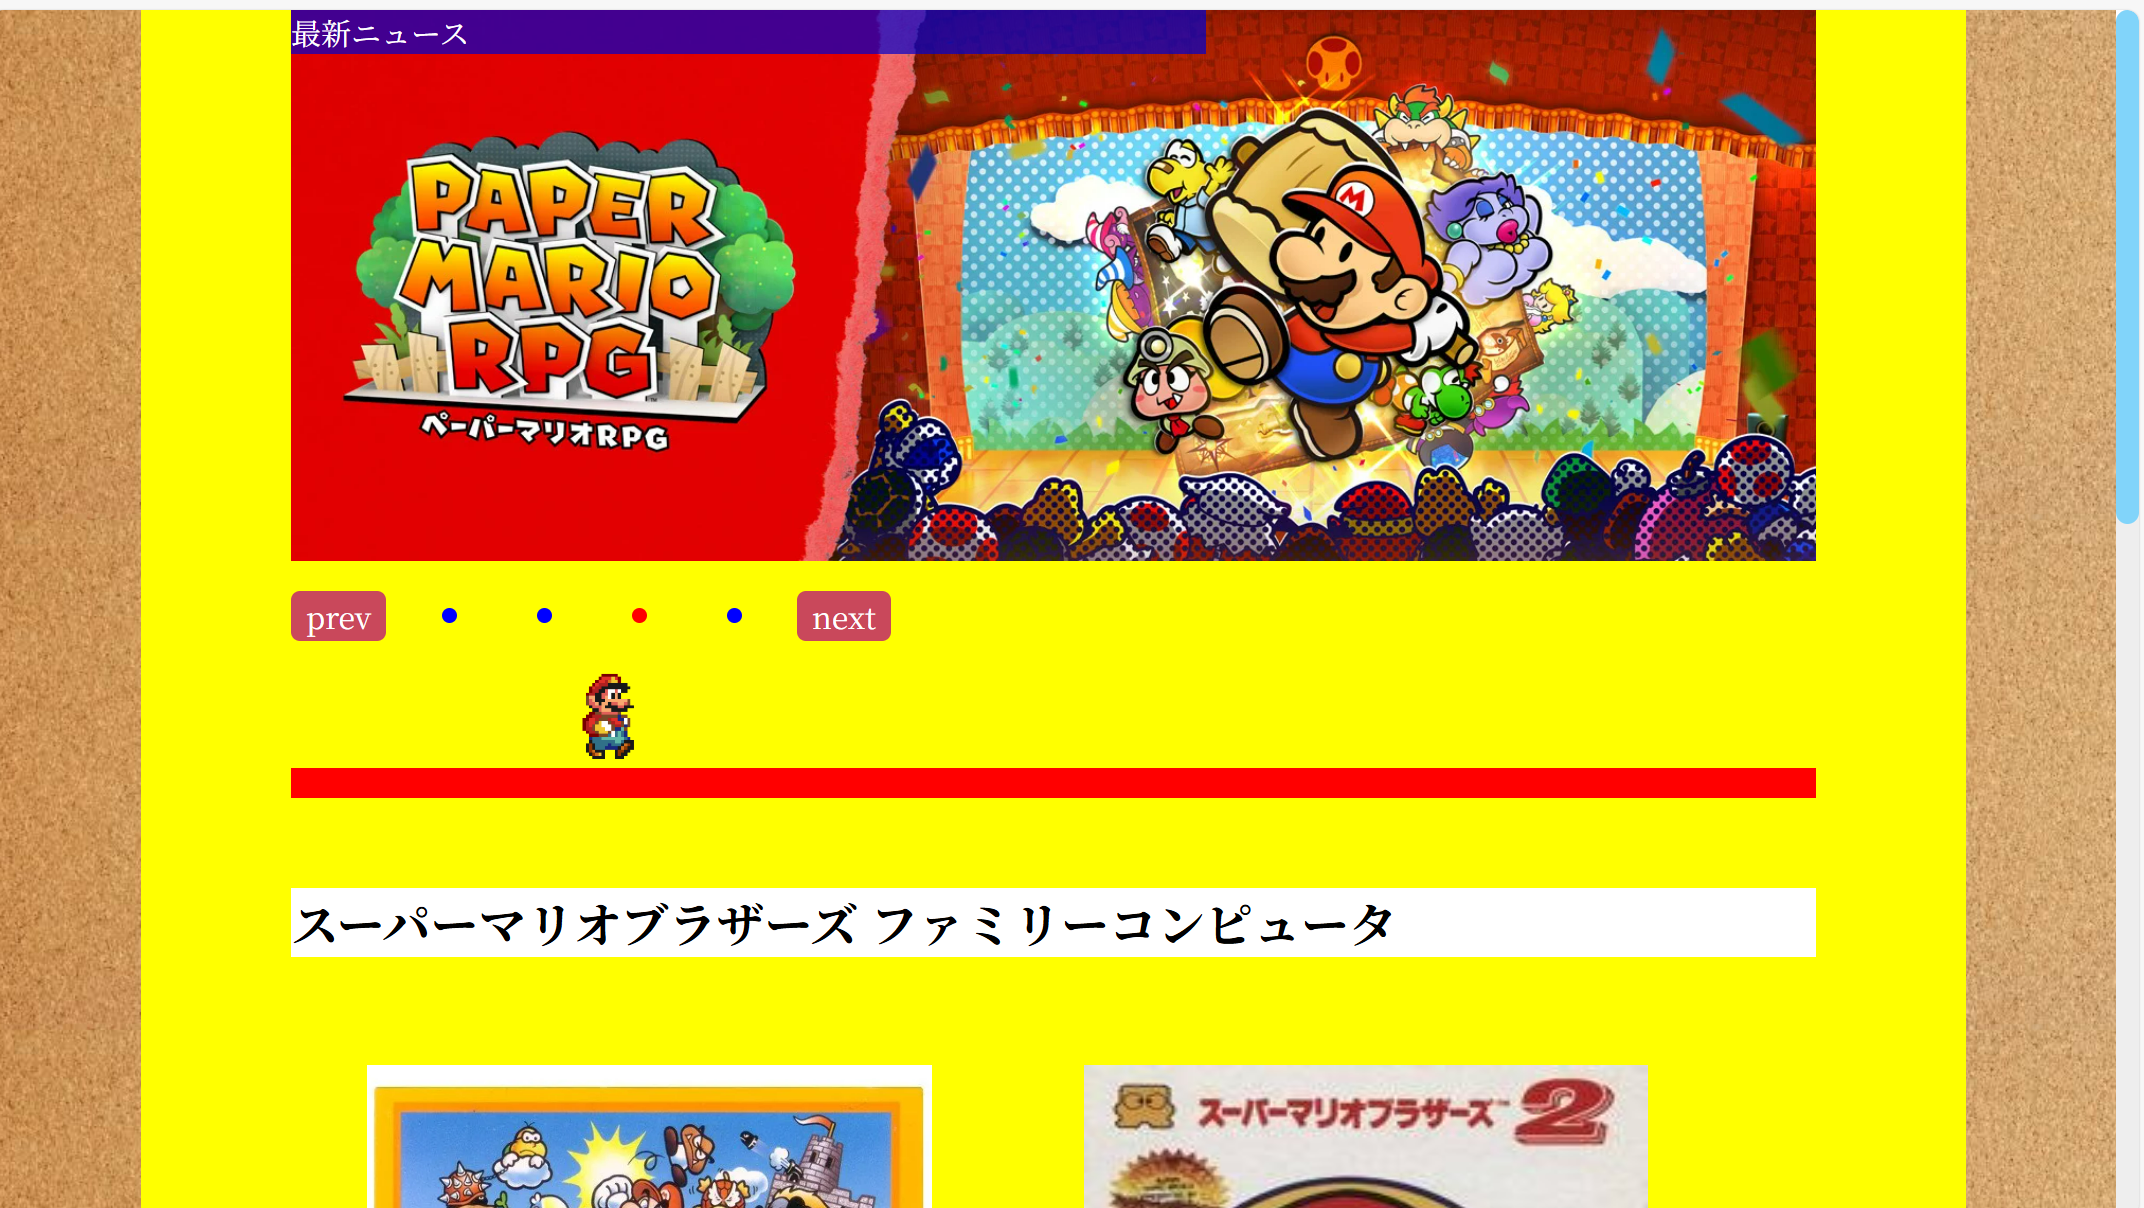 最新ニュース
PAPER
MARIO
RPG
ペーパーマリオRPG
M
prev
next
スーパーマリオブラザーズ ファミリーコンピュータ
スーパーマリオブラザーズ™ 2